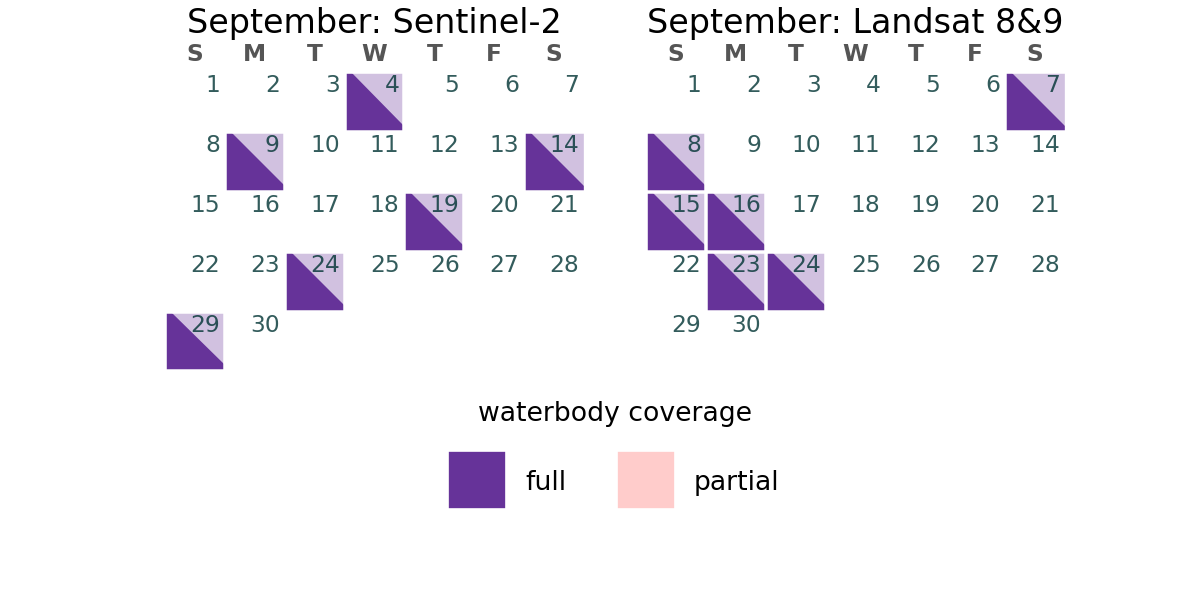 September: Sentinel-2
S M T W T F S
1 2 3 4 5 6 7
8 9 10 11 12 13 14
15 16 17 18 19 20 21
22 23 24 25 26 27 28
29 30
September: Landsat 8&9
S M T W T F S
1 2 3 4 5 6 7
8 9 10 11 12 13 14
15 16 17 18 19 20 21
22 23 24 25 26 27 28
29 30
waterbody coverage
full partial